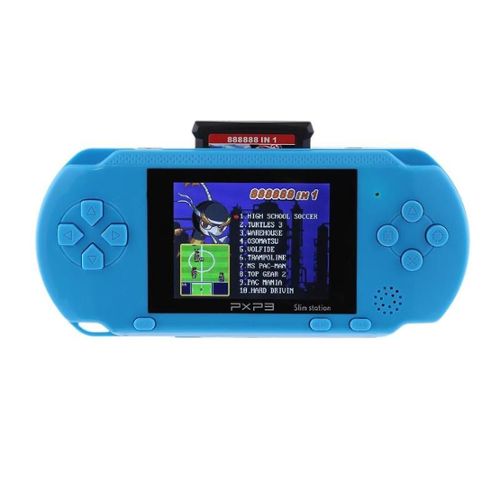 888888 IN 1
888888 IN 1
1.HIGH SCHOOL SOCCER
2.TURTLES 3
3.WAREHOUSE
4.OSOMATSU
5.VOLFIDE
6.TRAMPOLINE
7.MS PAC-MAN
8.TOP GEAR 2
9.PAC MANIA
10.HARD DRIVIN
PXP3 Slim station